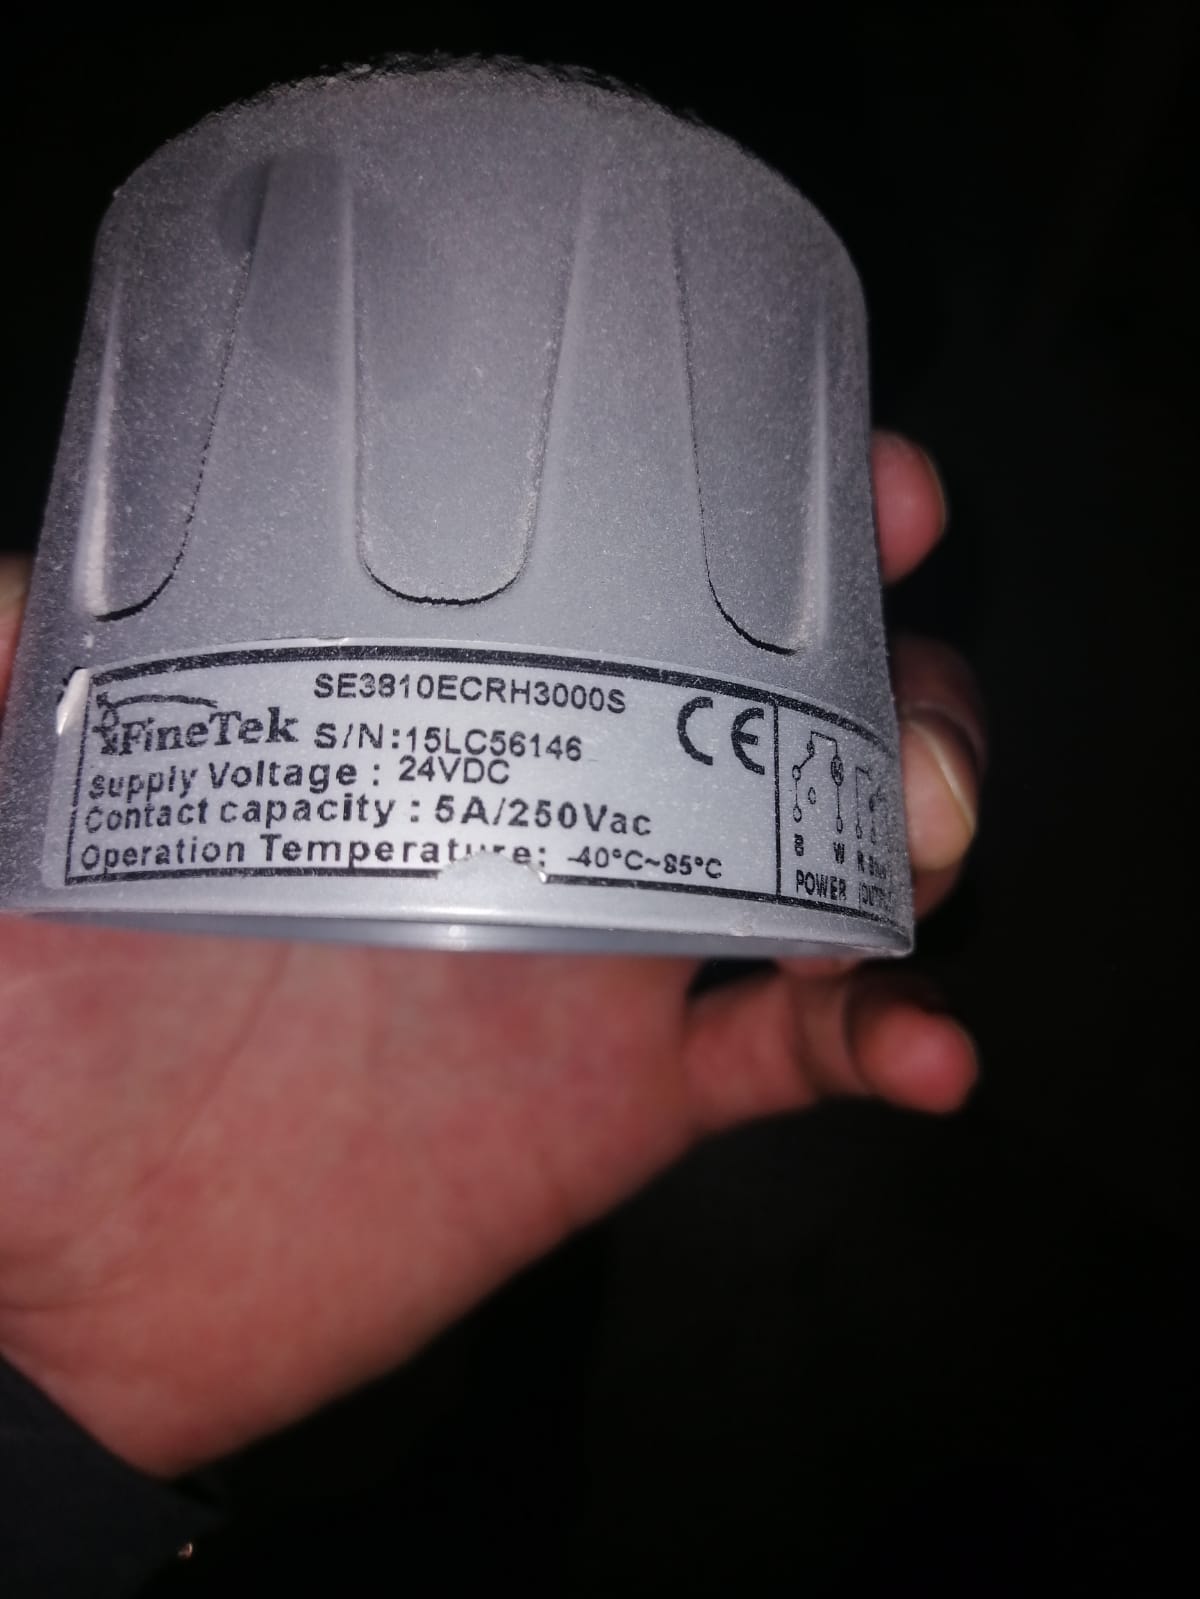 SE3810ECRH3000S
FineTek
S/N:15LC56146
supply Voltage : 24VDC
Contact capacity : 5A/250Vac
Operation Temperature: -40°C~85°C
CE
B W R
POWER